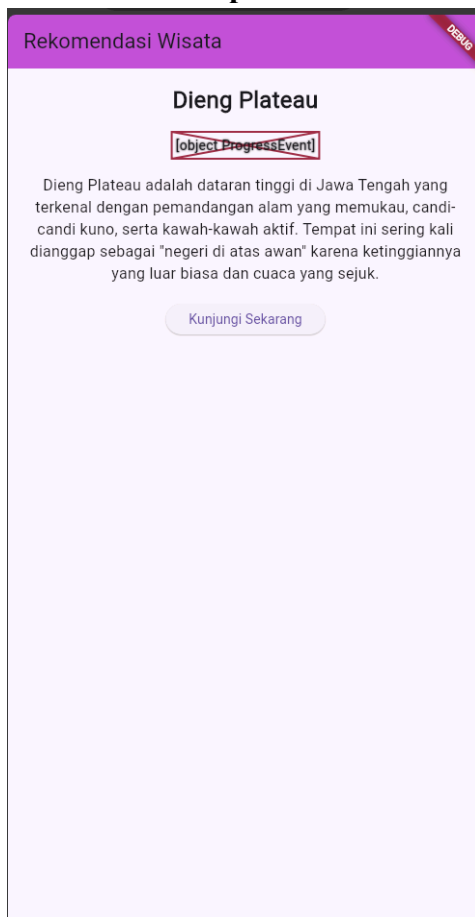 Rekomendasi Wisata
DEBUG
Dieng Plateau
[object ProgressEvent]
Dieng Plateau adalah dataran tinggi di Jawa Tengah yang
terkenal dengan pemandangan alam yang memukau, candi-
candi kuno, serta kawah-kawah aktif. Tempat ini sering kali
dianggap sebagai "negeri di atas awan" karena ketinggiannya
yang luar biasa dan cuaca yang sejuk.
Kunjungi Sekarang